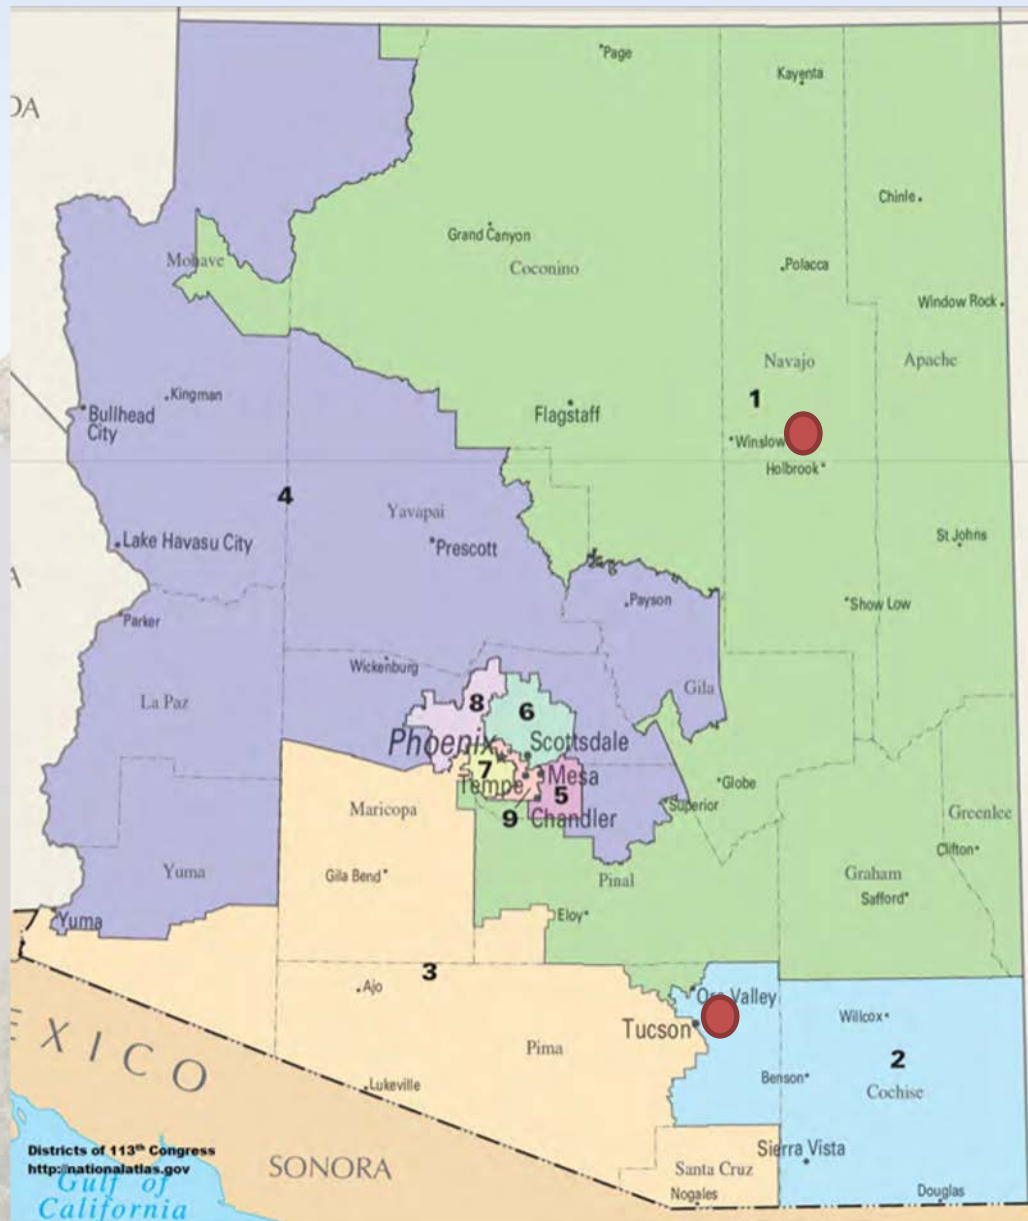 Page
Kayenta
DA
Chinle
Grand Canyon
Mohave
Coconino
Polacca
Window Rock
Navajo
Apache
Kingman
1
Bullhead
City
Flagstaff
Winslow
Holbrook
4
Yavapai
Lake Havasu City
Prescott
St Johns
A
Payson
Show Low
Parker
Wickenburg
Gila
La Paz
8
6
Phoenix
Scottsdale
7
Mesa
Tempe
5
Globe
Superior
Maricopa
9
Chandler
Greenlee
Clifton
Yuma
Gila Bend
Pinal
Graham
Safford
Yuma
Eloy
3
Ajo
Oro Valley
EXICO
Tucson
Willcox
Pima
2
Benson
Cochise
Lukeville
Districts of 113th Congress
http://nationalatlas.gov
Gulf of
California
SONORA
Sierra Vista
Santa Cruz
Nogales
Douglas